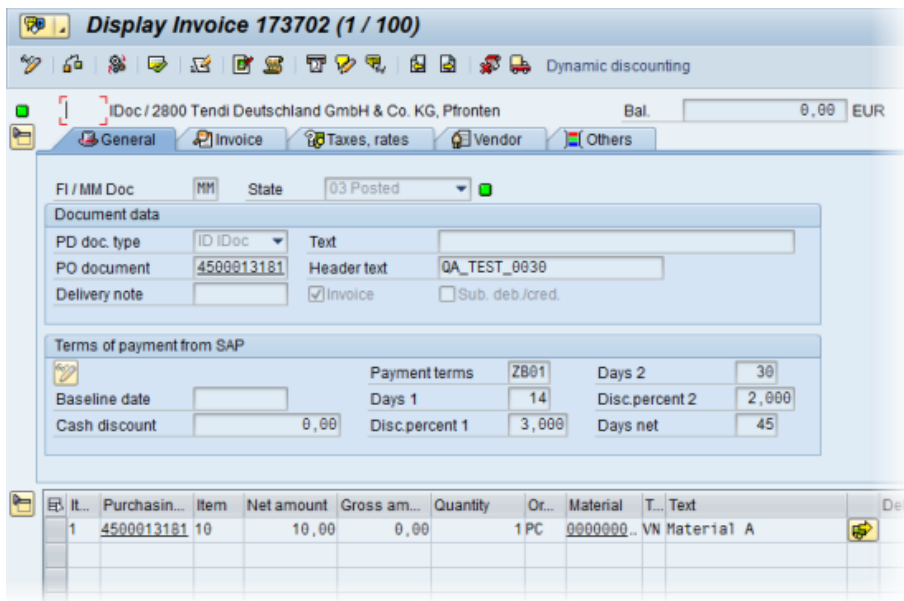 Display Invoice 173702 (1 / 100)
Dynamic discounting
IDoc / 2800 Tendi Deutschland GmbH & Co. KG, Pfronten Bal. 0,00 EUR
General Invoice Taxes, rates Vendor Others
FI / MM Doc MM State 03 Posted
Document data
PD doc. type ID IDoc Text
PO document 4500013181 Header text QA_TEST_0030
Delivery note Invoice Sub. deb./cred.
Terms of payment from SAP
Payment terms ZB01 Days 2 30
Baseline date Days 1 14 Disc.percent 2 2,000
Cash discount 0,00 Disc.percent 1 3,000 Days net 45
It... Purchasin... Item Net amount Gross am... Quantity Or... Material T... Text De
1 4500013181 10 10,00 0,00 1 PC 0000000.. VN Material A